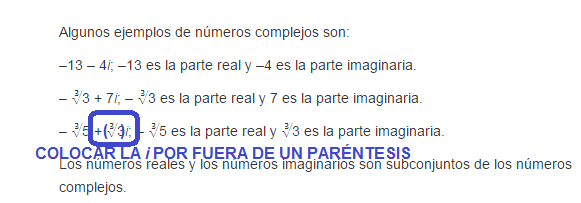 Algunos ejemplos de números complejos son:
–13 – 4i; –13 es la parte real y –4 es la parte imaginaria.
– ∛3 + 7i; – ∛3 es la parte real y 7 es la parte imaginaria.
– ∛5 +(∛3)i; – ∛5 es la parte real y ∛3 es la parte imaginaria.
COLOCAR LA i POR FUERA DE UN PARÉNTESIS
Los números reales y los números imaginarios son subconjuntos de los números
complejos.